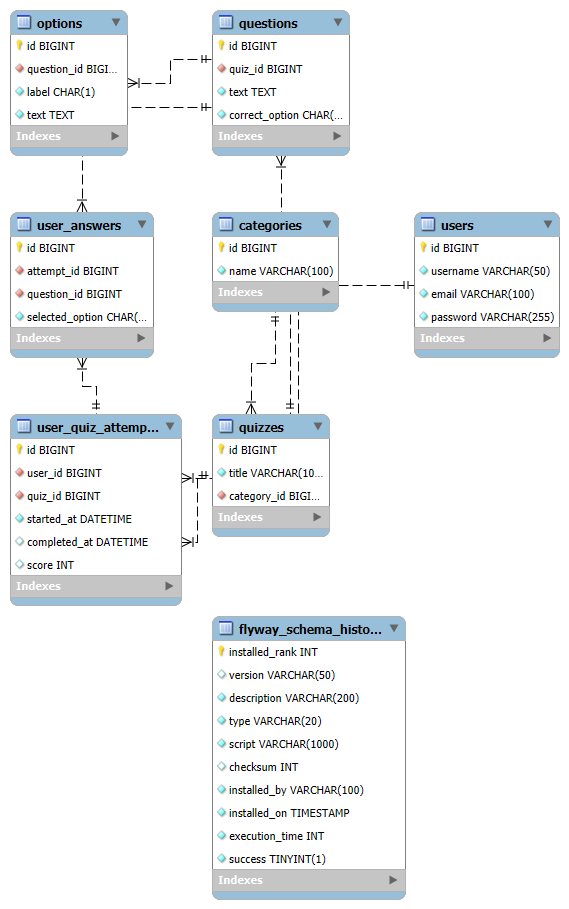 options
id BIGINT
question_id BIGI...
label CHAR(1)
text TEXT
Indexes
questions
id BIGINT
quiz_id BIGINT
text TEXT
correct_option CHAR(...
Indexes
user_answers
id BIGINT
attempt_id BIGINT
question_id BIGINT
selected_option CHAR(...
Indexes
categories
id BIGINT
name VARCHAR(100)
Indexes
users
id BIGINT
username VARCHAR(50)
email VARCHAR(100)
password VARCHAR(255)
Indexes
user_quiz_attemp...
id BIGINT
user_id BIGINT
quiz_id BIGINT
started_at DATETIME
completed_at DATETIME
score INT
Indexes
quizzes
id BIGINT
title VARCHAR(10...
category_id BIGI...
Indexes
flyway_schema_histo...
installed_rank INT
version VARCHAR(50)
description VARCHAR(200)
type VARCHAR(20)
script VARCHAR(1000)
checksum INT
installed_by VARCHAR(100)
installed_on TIMESTAMP
execution_time INT
success TINYINT(1)
Indexes